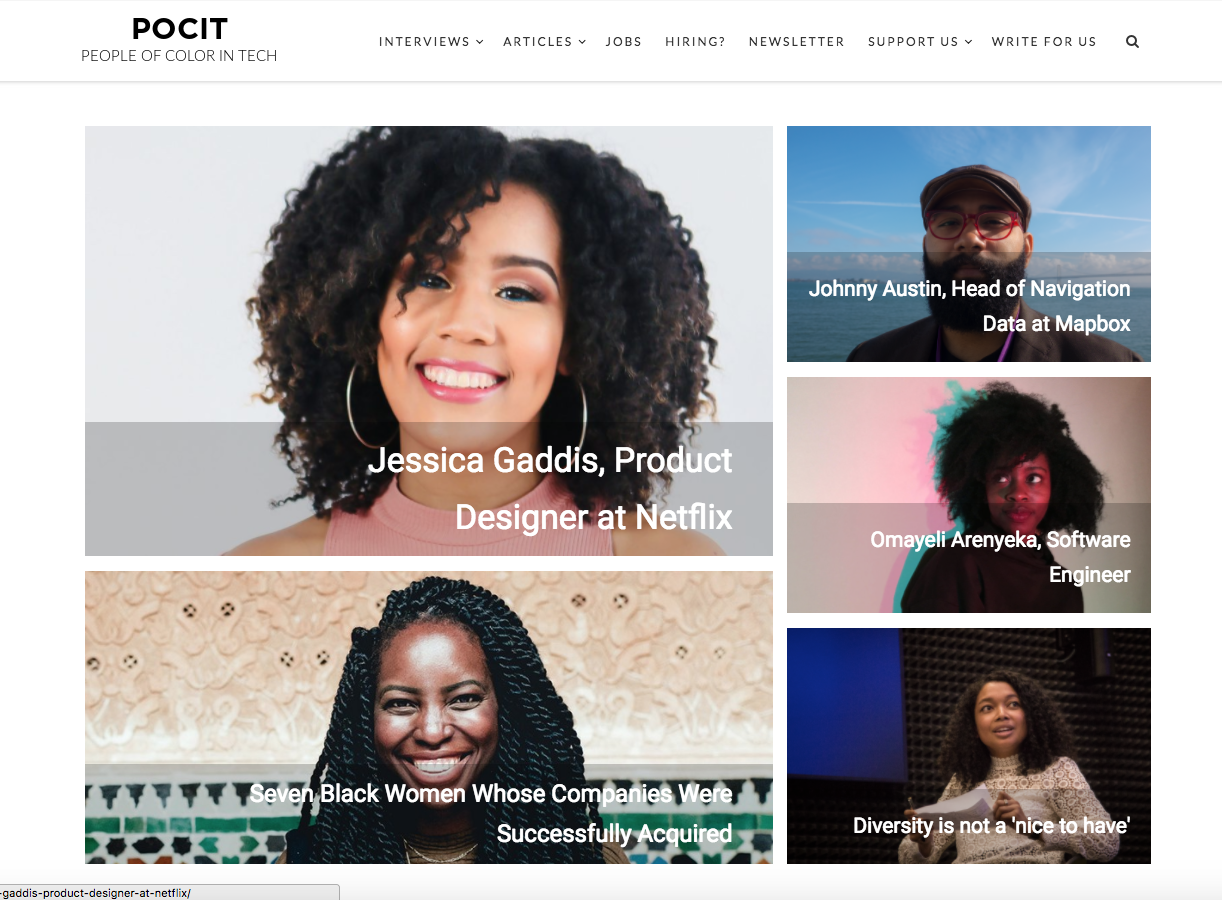 POCIT
PEOPLE OF COLOR IN TECH
INTERVIEWS
ARTICLES
JOBS
HIRING?
NEWSLETTER
SUPPORT US
WRITE FOR US
Jessica Gaddis, Product
Designer at Netflix
Johnny Austin, Head of Navigation
Data at Mapbox
Omayeli Arenyeka, Software
Engineer
Seven Black Women Whose Companies Were
Successfully Acquired
Diversity is not a 'nice to have'
-gaddis-product-designer-at-netflix/